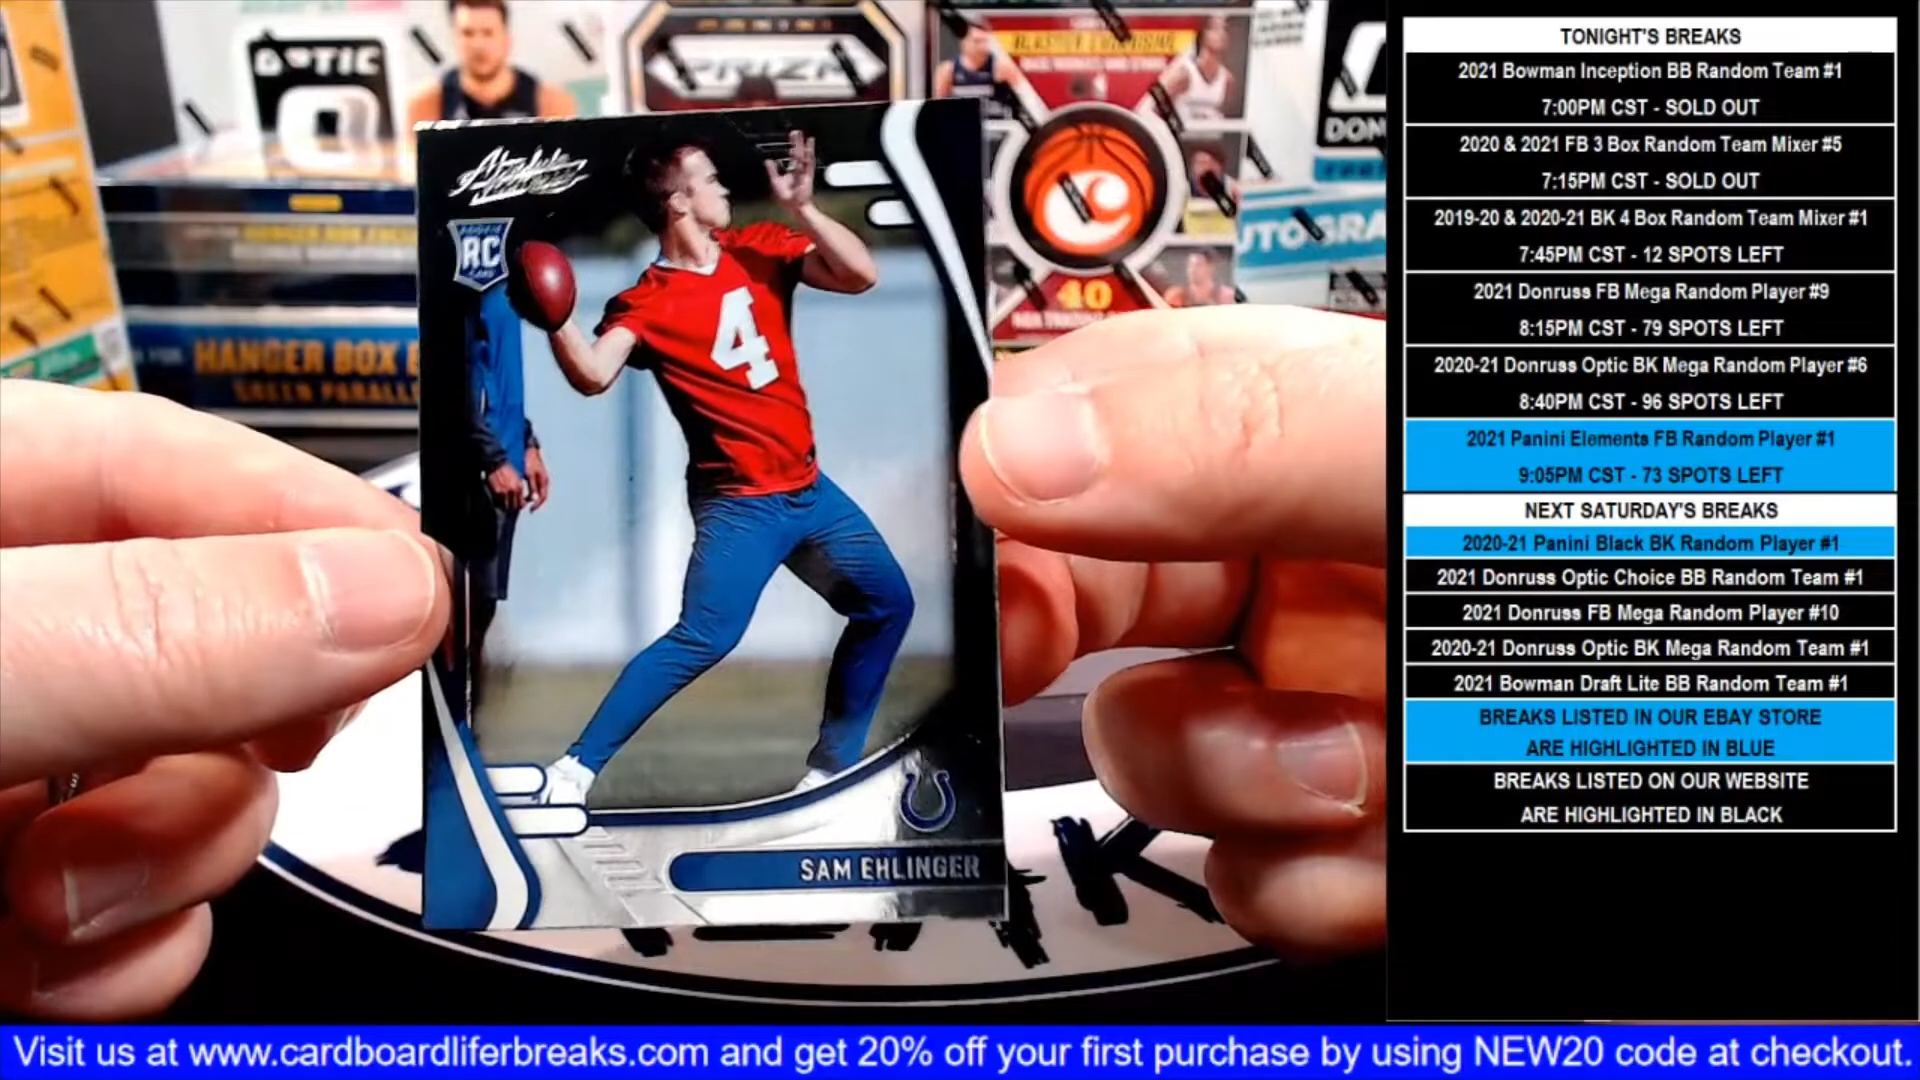 OPTIC
PRIZM
BLASTER EXCLUSIVE
40
DON
AUTOGRA
HANGER BOX E
GREEN PARALLE
Absolute
ROOKIE
RC
CARD
4
SAM EHLINGER
TONIGHT'S BREAKS
2021 Bowman Inception BB Random Team #1
7:00PM CST - SOLD OUT
2020 & 2021 FB 3 Box Random Team Mixer #5
7:15PM CST - SOLD OUT
2019-20 & 2020-21 BK 4 Box Random Team Mixer #1
7:45PM CST - 12 SPOTS LEFT
2021 Donruss FB Mega Random Player #9
8:15PM CST - 79 SPOTS LEFT
2020-21 Donruss Optic BK Mega Random Player #6
8:40PM CST - 96 SPOTS LEFT
2021 Panini Elements FB Random Player #1
9:05PM CST - 73 SPOTS LEFT
NEXT SATURDAY'S BREAKS
2020-21 Panini Black BK Random Player #1
2021 Donruss Optic Choice BB Random Team #1
2021 Donruss FB Mega Random Player #10
2020-21 Donruss Optic BK Mega Random Team #1
2021 Bowman Draft Lite BB Random Team #1
BREAKS LISTED IN OUR EBAY STORE
ARE HIGHLIGHTED IN BLUE
BREAKS LISTED ON OUR WEBSITE
ARE HIGHLIGHTED IN BLACK
Visit us at www.cardboardliferbreaks.com and get 20% off your first purchase by using NEW20 code at checkout.